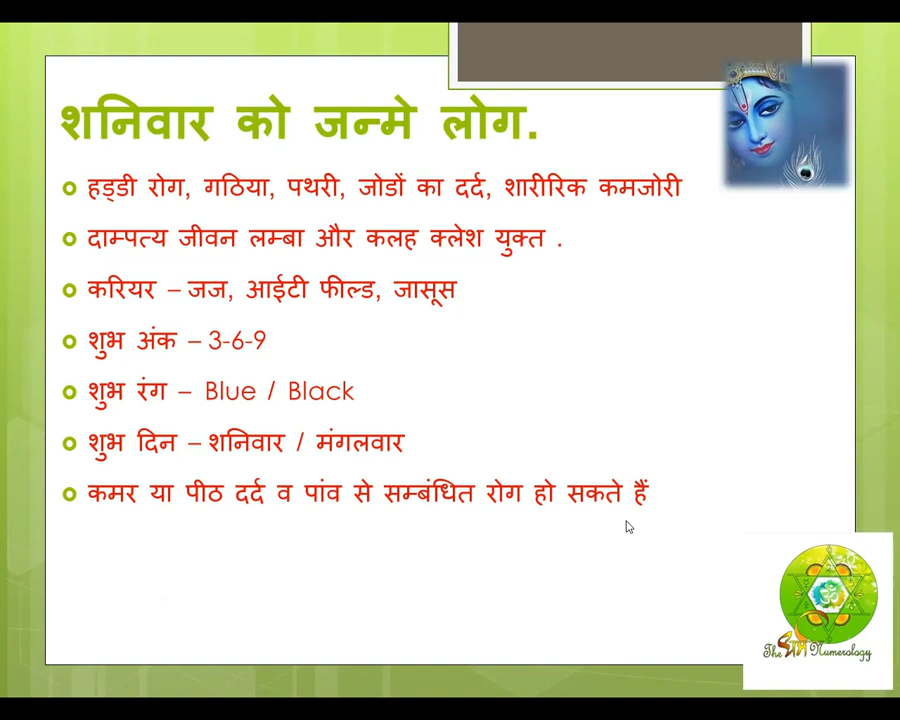 शनिवार को जन्मे लोग.
हड्डी रोग, गठिया, पथरी, जोडों का दर्द, शारीरिक कमजोरी
दाम्पत्य जीवन लम्बा और कलह क्लेश युक्त .
करियर – जज, आईटी फील्ड, जासूस
शुभ अंक – 3-6-9
शुभ रंग – Blue / Black
शुभ दिन – शनिवार / मंगलवार
कमर या पीठ दर्द व पांव से सम्बंधित रोग हो सकते हैं
ॐ
The राम Numerology